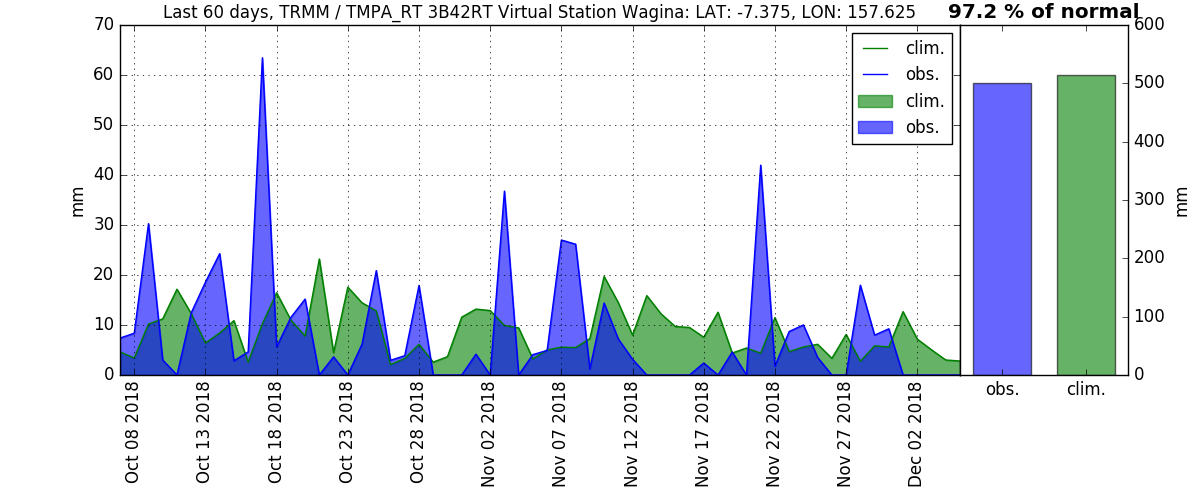 Last 60 days, TRMM / TMPA_RT 3B42RT Virtual Station Wagina: LAT: -7.375, LON: 157.625
97.2 % of normal
70
60
50
40
30
20
10
0
mm
clim.
obs.
clim.
obs.
600
500
400
300
200
100
0
mm
obs.
clim.
Oct 08 2018
Oct 13 2018
Oct 18 2018
Oct 23 2018
Oct 28 2018
Nov 02 2018
Nov 07 2018
Nov 12 2018
Nov 17 2018
Nov 22 2018
Nov 27 2018
Dec 02 2018